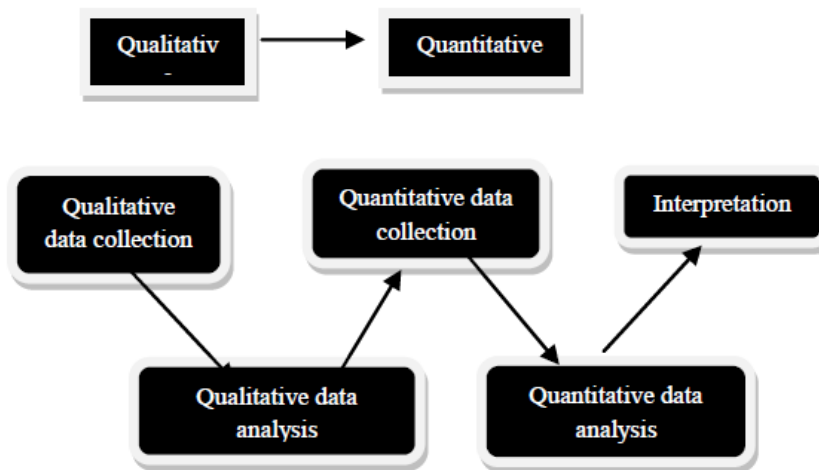 Qualitativ
-
Quantitative
Qualitative
data collection
Quantitative data
collection
Interpretation
Qualitative data
analysis
Quantitative data
analysis